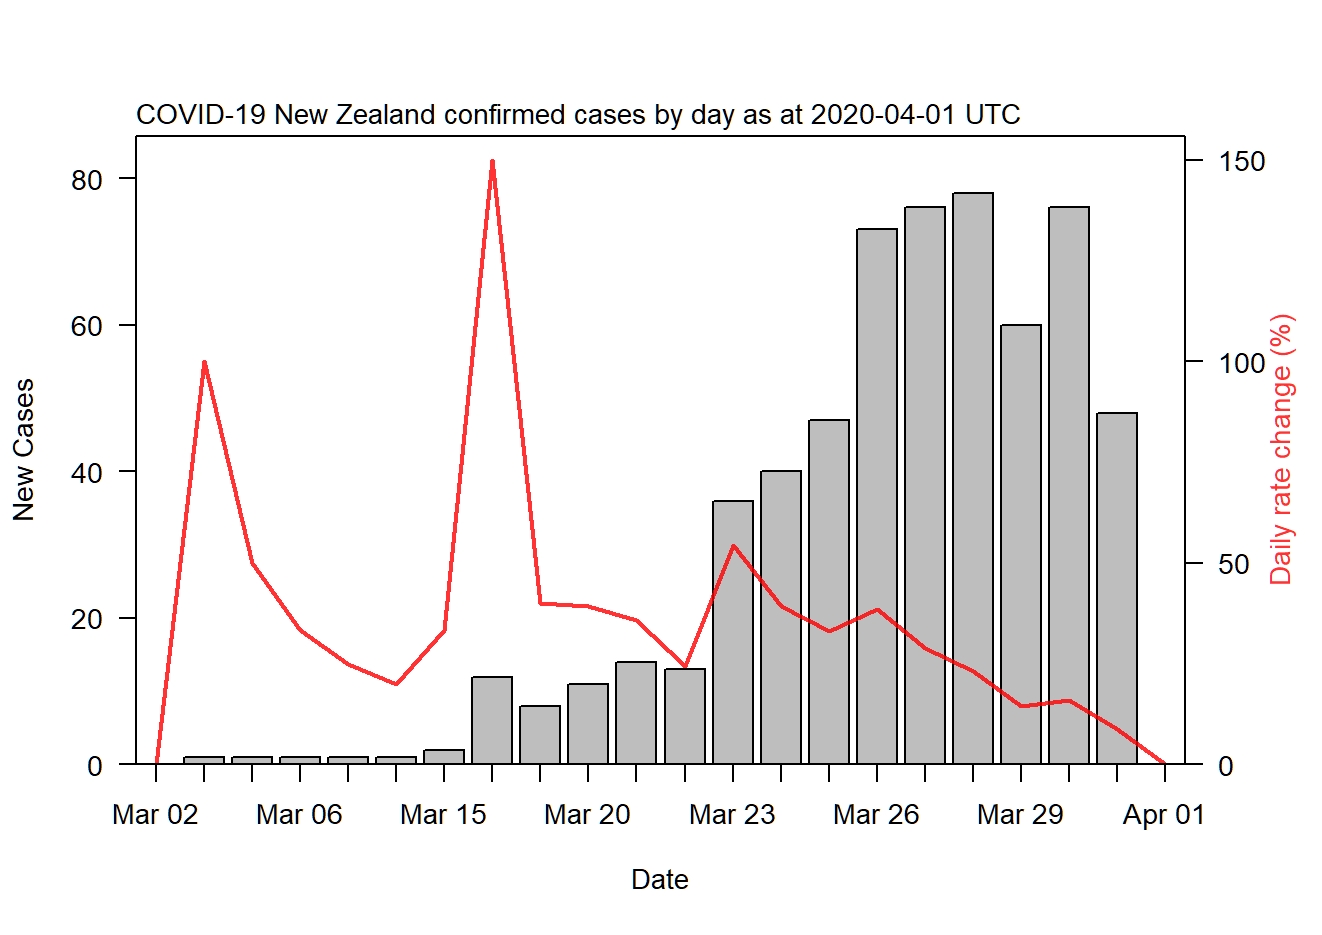 COVID-19 New Zealand confirmed cases by day as at 2020-04-01 UTC
80
60
40
20
0
New Cases
150
100
50
0
Daily rate change (%)
Mar 02 Mar 06 Mar 15 Mar 20 Mar 23 Mar 26 Mar 29 Apr 01
Date